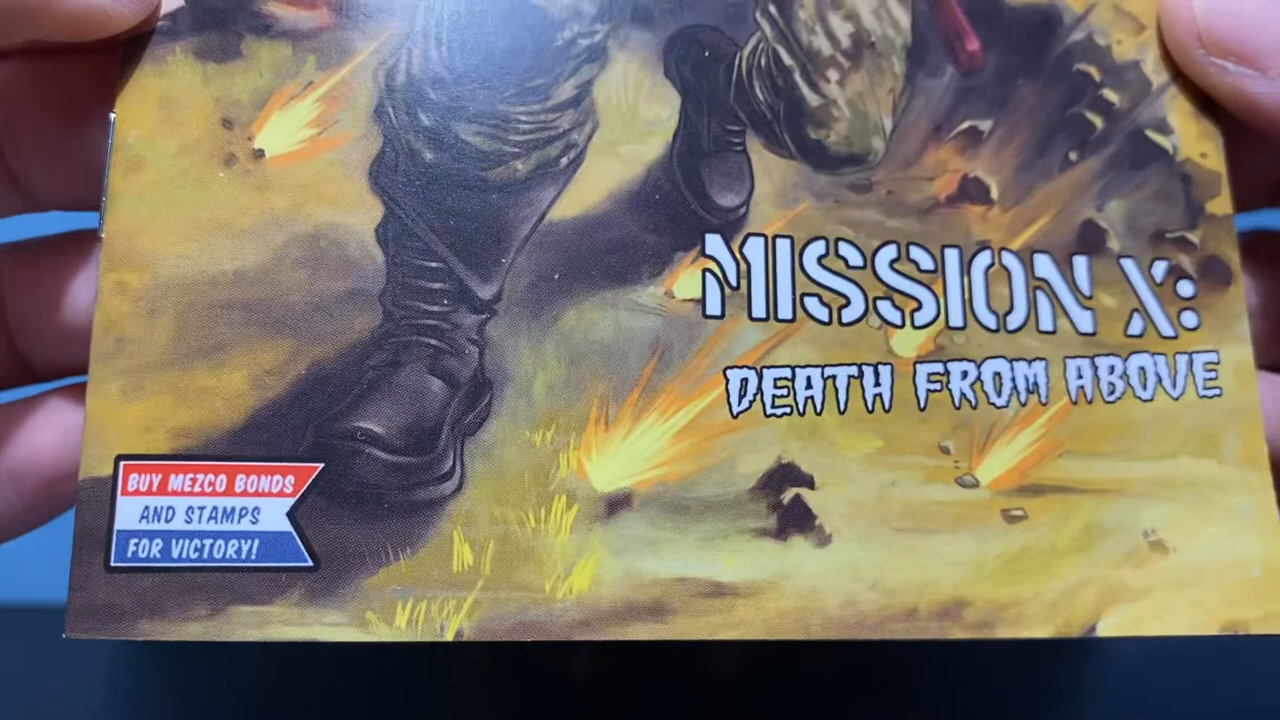 MISSION X:
DEATH FROM ABOVE
BUY MEZCO BONDS
AND STAMPS
FOR VICTORY!